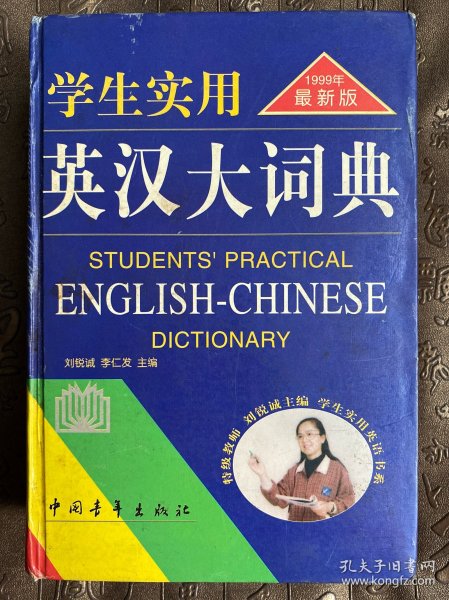 学生实用
1999年
最新版
英汉大词典
STUDENTS' PRACTICAL
ENGLISH-CHINESE
DICTIONARY
刘锐诚 李仁发 主编
特级教师 刘锐诚主编 学生实用英语书系
中国青年出版社
孔夫子旧书网
www.kongfz.com